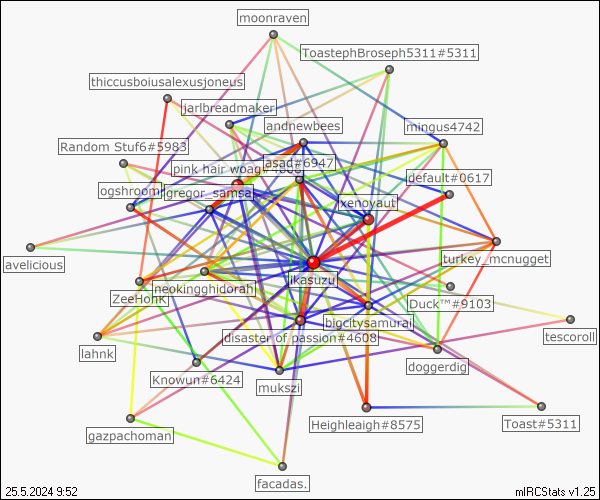 moonraven
ToastephBroseph5311#5311
thiccusboiusalexusjoneus
jarlbreadmaker
andnewbees
mingus4742
Random Stuf6#5983
asad#6947
pink hair woag#4808
default#0617
ogshroom
gregor_samsa
xenoyaut
avelicious
turkey_mcnugget
ikasuzu
neokingghidorah
ZeeHonk
Duck™#9103
bigcitysamurai
tescoroll
disaster of passion#4608
lahnk
doggerdig
Knowun#6424
mukszi
Heighleigh#8575
Toast#5311
gazpachoman
facadas.
25.5.2024 9:52
mIRCStats v1.25